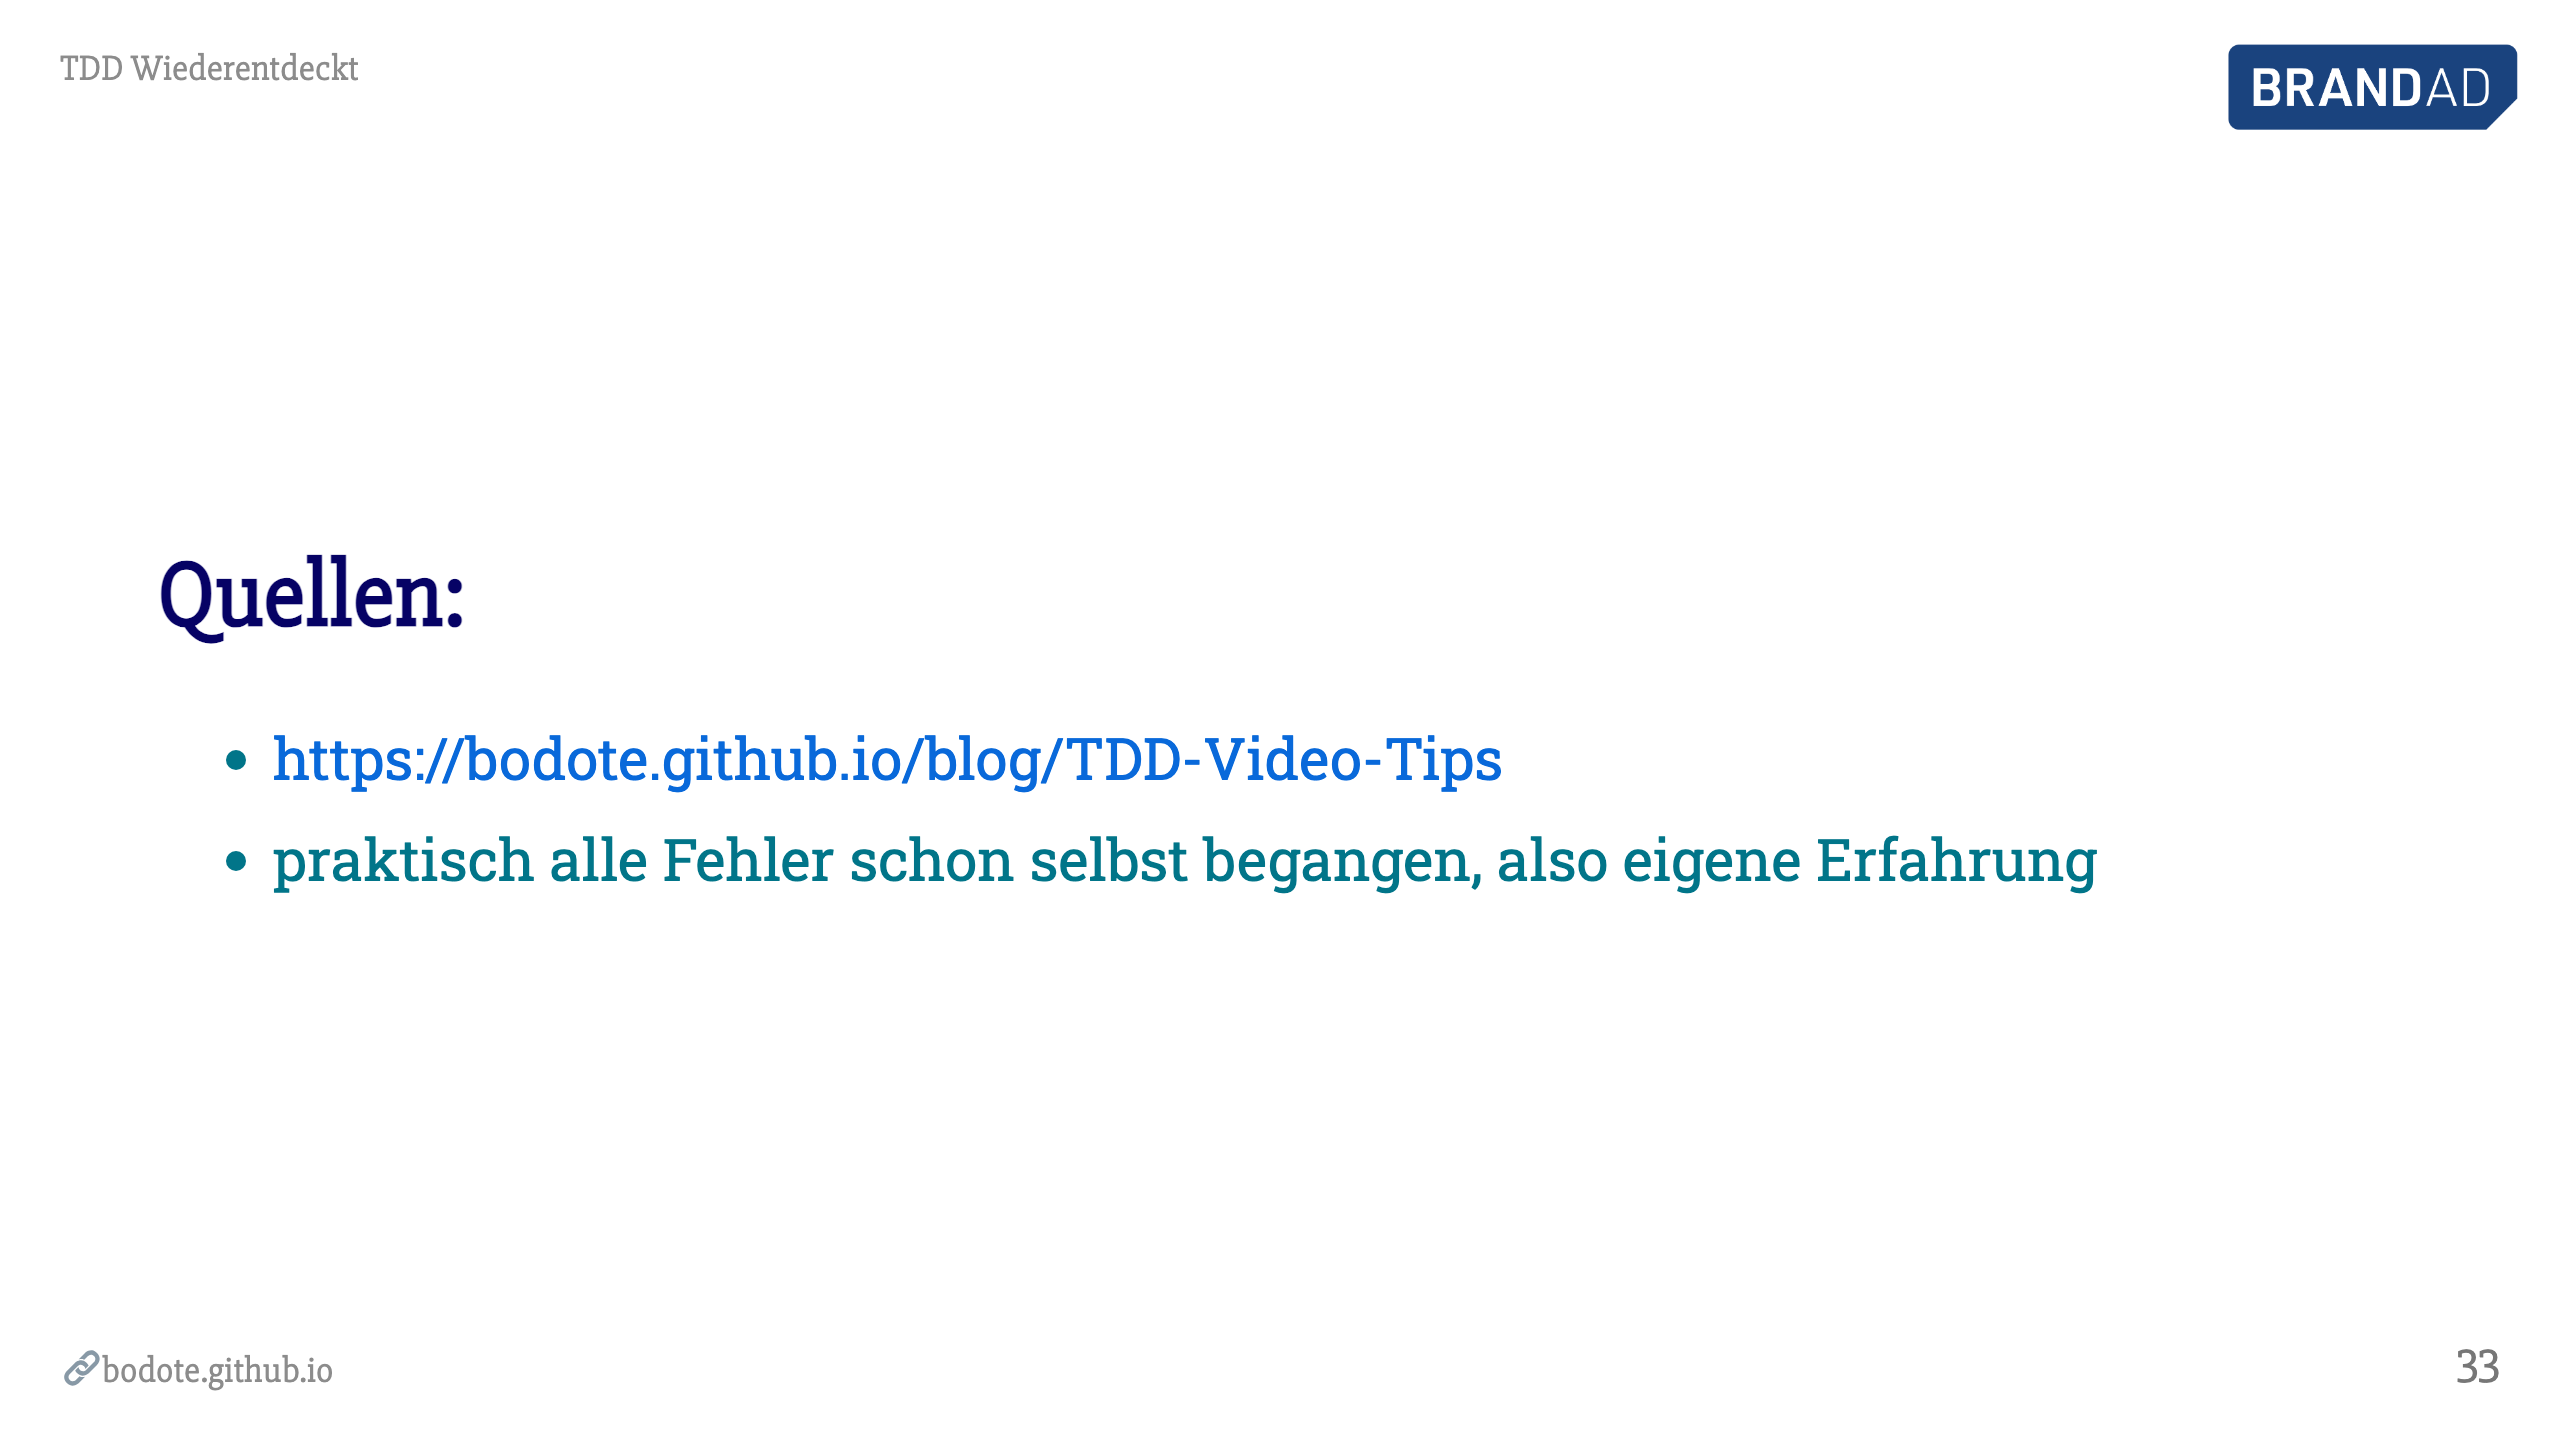 TDD Wiederentdeckt
BRANDAD
Quellen:
• https://bodote.github.io/blog/TDD-Video-Tips
• praktisch alle Fehler schon selbst begangen, also eigene Erfahrung
bodote.github.io
33